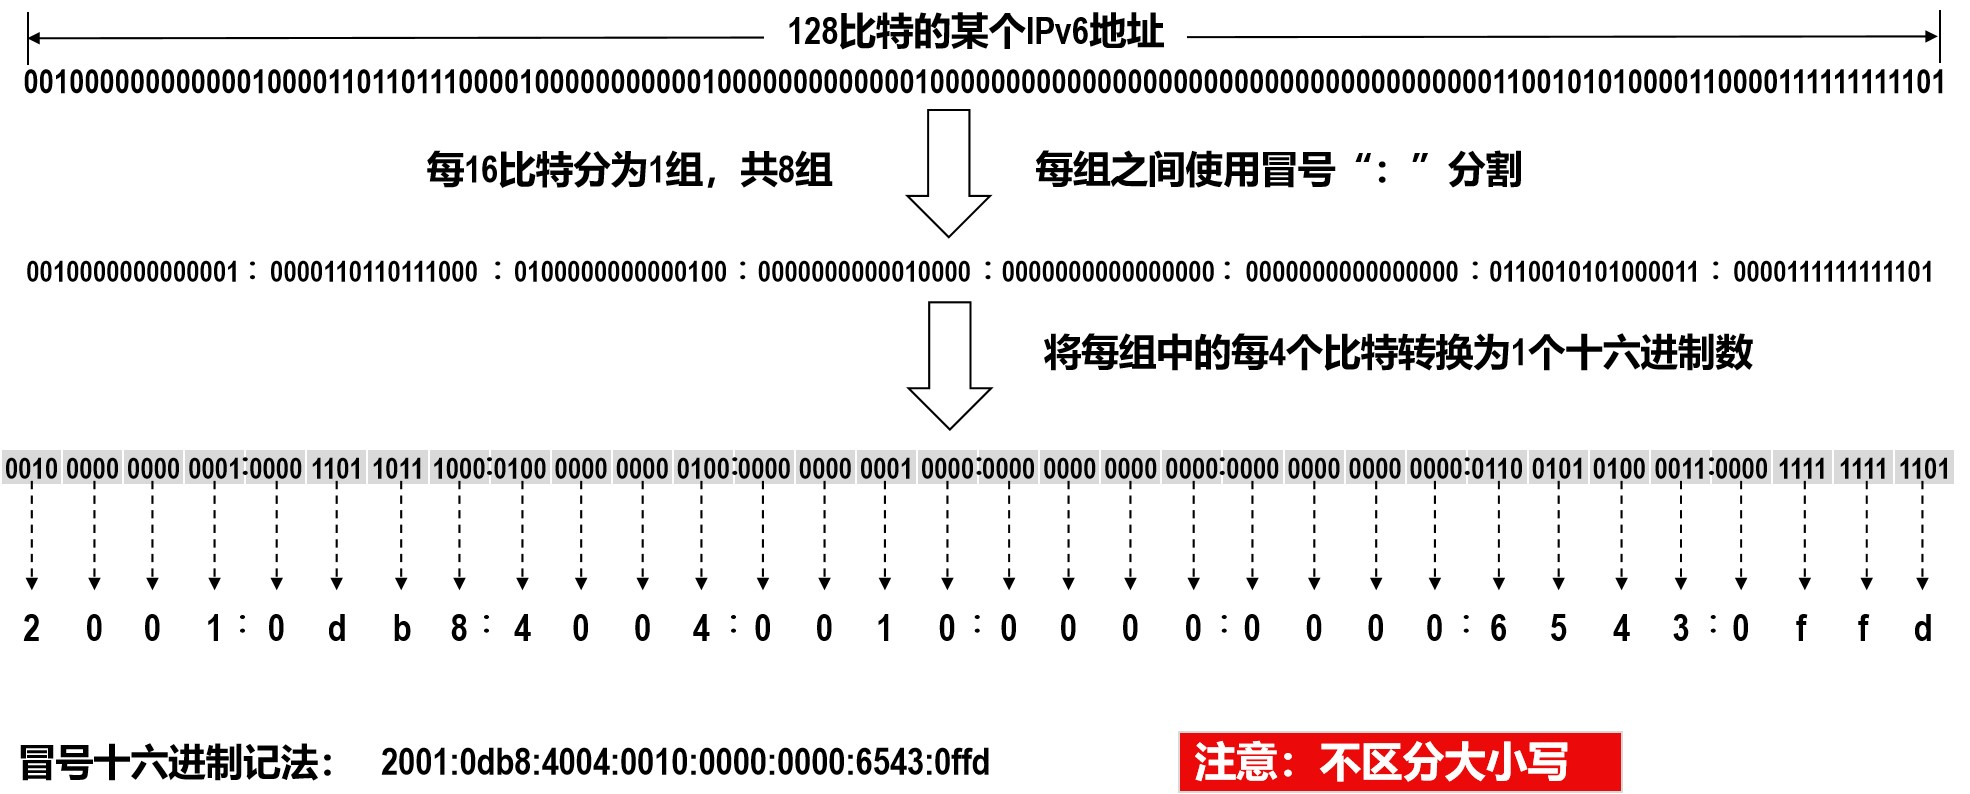 128比特的某个IPv6地址
00100000000000010000110110111000010000000000010000000000000100000000000000000000000000000000000001100101010000110000111111111101
每16比特分为1组，共8组
每组之间使用冒号“：”分割
0010000000000001：0000110110111000：0100000000000100：0000000000010000：0000000000000000：0000000000000000：0110010101000011：0000111111111101
将每组中的每4个比特转换为1个十六进制数
0010 0000 0000 0001:0000 1101 1011 1000:0100 0000 0000 0100:0000 0000 0001 0000:0000 0000 0000 0000:0000 0000 0000 0000:0110 0101 0100 0011:0000 1111 1111 1101
2 0 0 1：0 d b 8：4 0 0 4：0 0 1 0：0 0 0 0：0 0 0 0：6 5 4 3：0 f f d
冒号十六进制记法： 2001:0db8:4004:0010:0000:0000:6543:0ffd
注意：不区分大小写